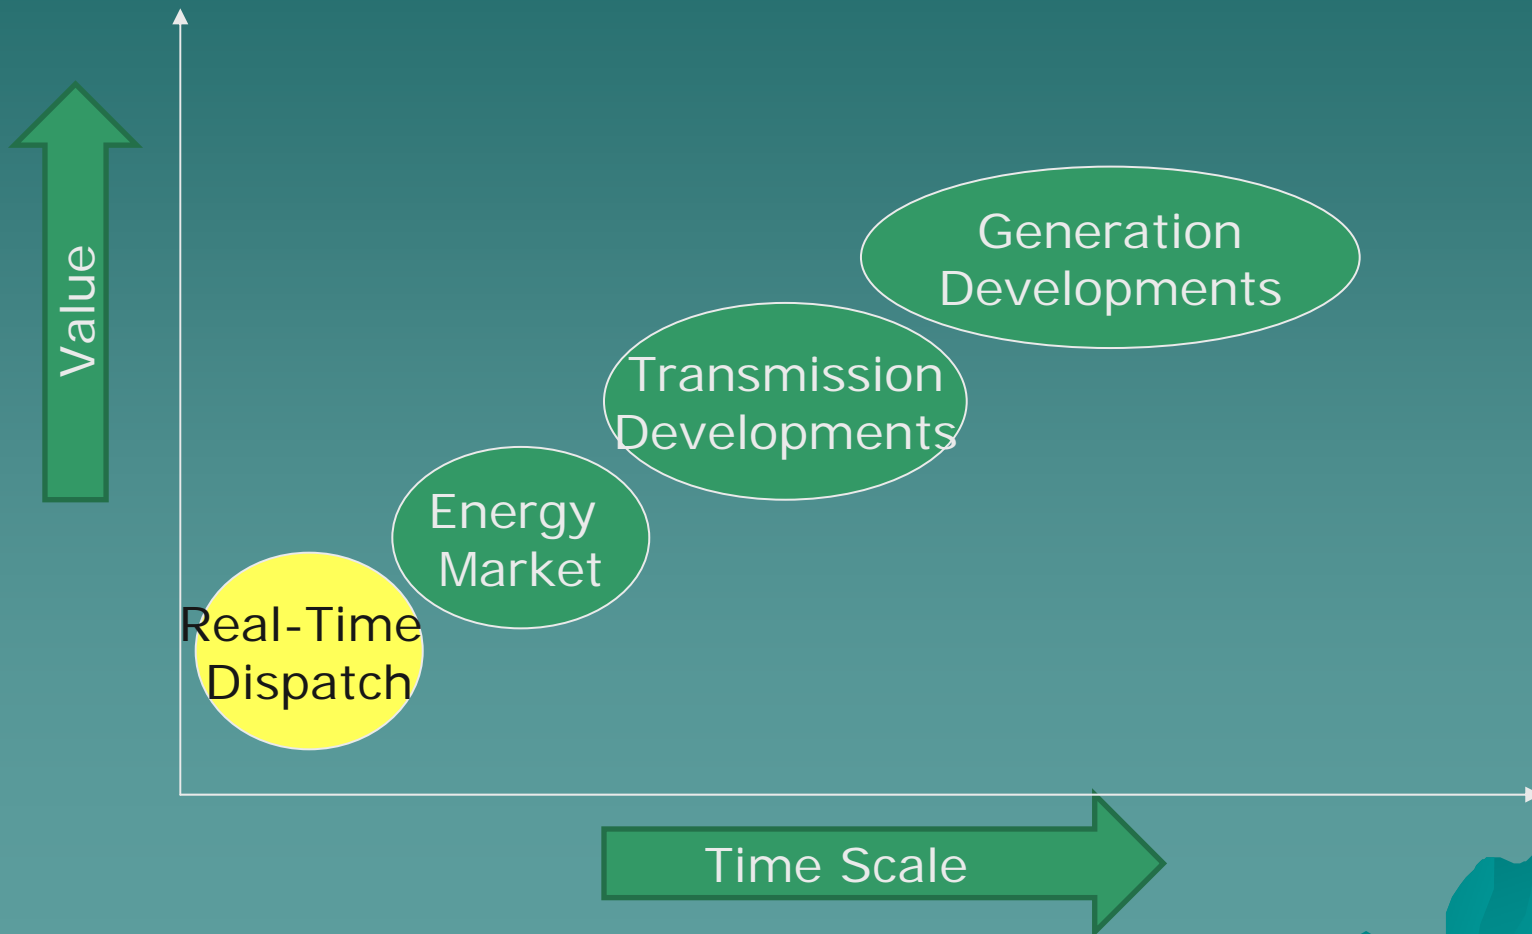 Value
Generation
Developments
Transmission
Developments
Energy
Market
Real-Time
Dispatch
Time Scale